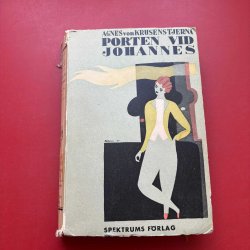 AGNES von KRUSENSTJERNA
PORTEN VID
JOHANNES
SPEKTRUMS FÖRLAG